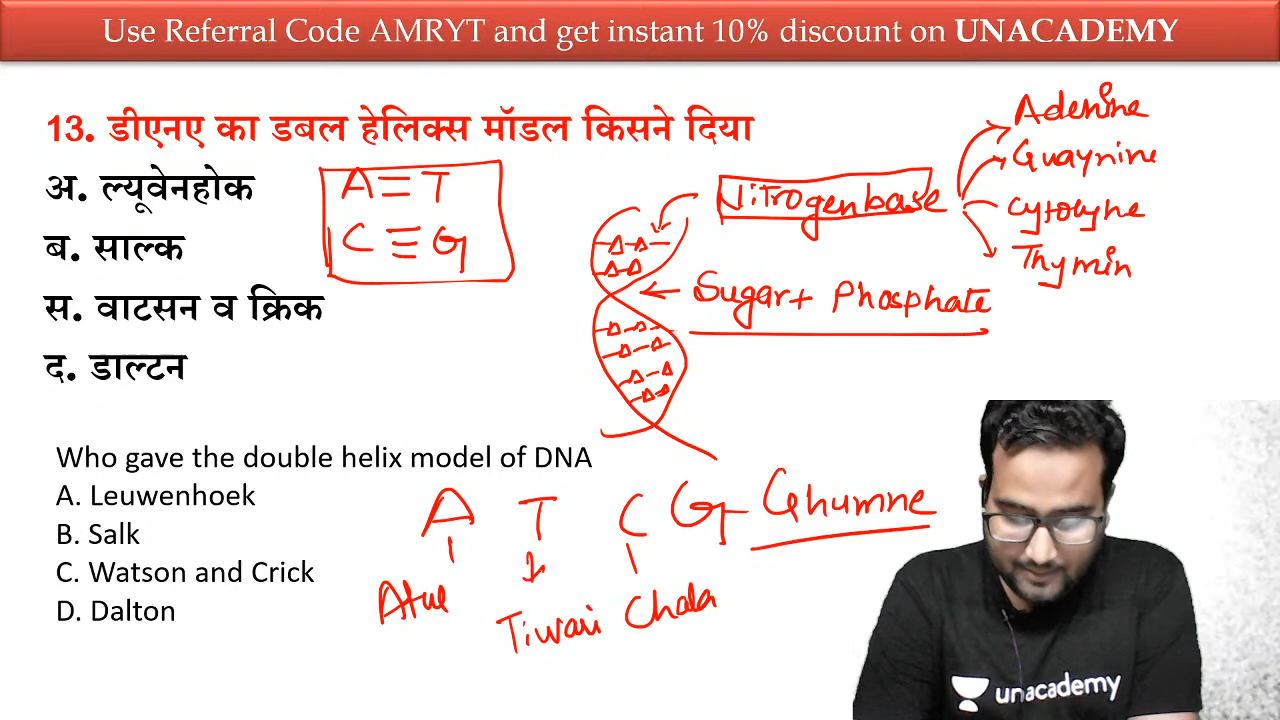 Use Referral Code AMRYT and get instant 10% discount on UNACADEMY
13. डीएनए का डबल हेलिक्स मॉडल किसने दिया
अ. ल्यूवेनहोक
ब. साल्क
स. वाटसन व क्रिक
द. डाल्टन
A=T
C≡G
Nitrogenbase
Adenine
Guaynine
Thymin
Sugar+ Phosphate
Who gave the double helix model of DNA
A. Leuwenhoek
B. Salk
C. Watson and Crick
D. Dalton
A T C G Ghumne
Tiwari Chala
unacademy